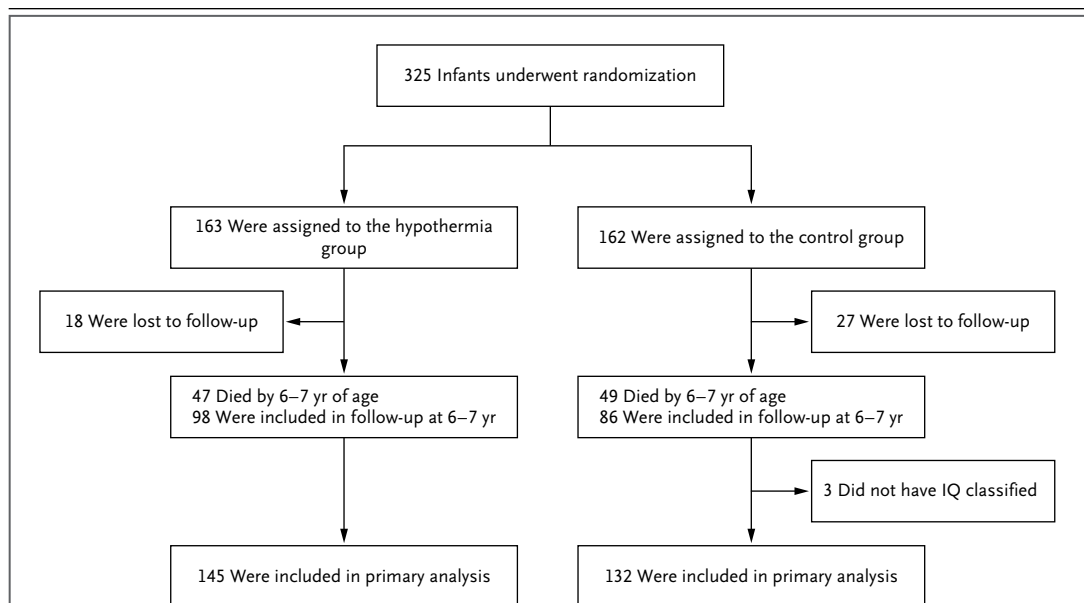 325 Infants underwent randomization
163 Were assigned to the hypothermia
group
162 Were assigned to the control group
18 Were lost to follow-up
27 Were lost to follow-up
47 Died by 6–7 yr of age
98 Were included in follow-up at 6–7 yr
49 Died by 6–7 yr of age
86 Were included in follow-up at 6–7 yr
3 Did not have IQ classified
145 Were included in primary analysis
132 Were included in primary analysis